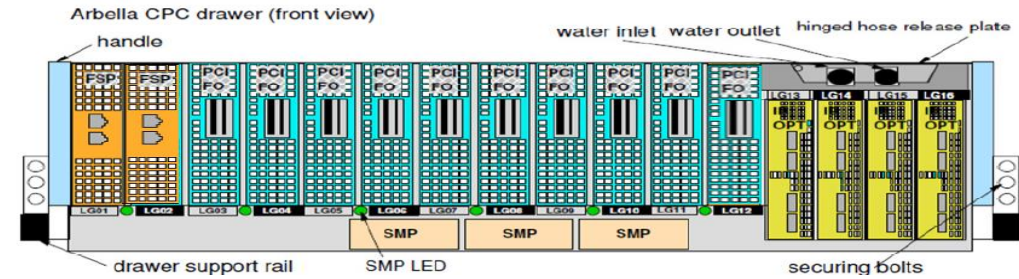 Arbella CPC drawer (front view)
handle
water inlet water outlet hinged hose release plate
FSP FSP PCI PCI PCI PCI PCI PCI PCI PCI PCI PCI
FO FO FO FO FO FO FO FO FO FO
LG13 LG14 LG15 LG16
OPT OPT OPT OPT
LG01 LG02 LG03 LG04 LG05 LG06 LG07 LG08 LG09 LG10 LG11 LG12
SMP SMP SMP
drawer support rail SMP LED securing bolts